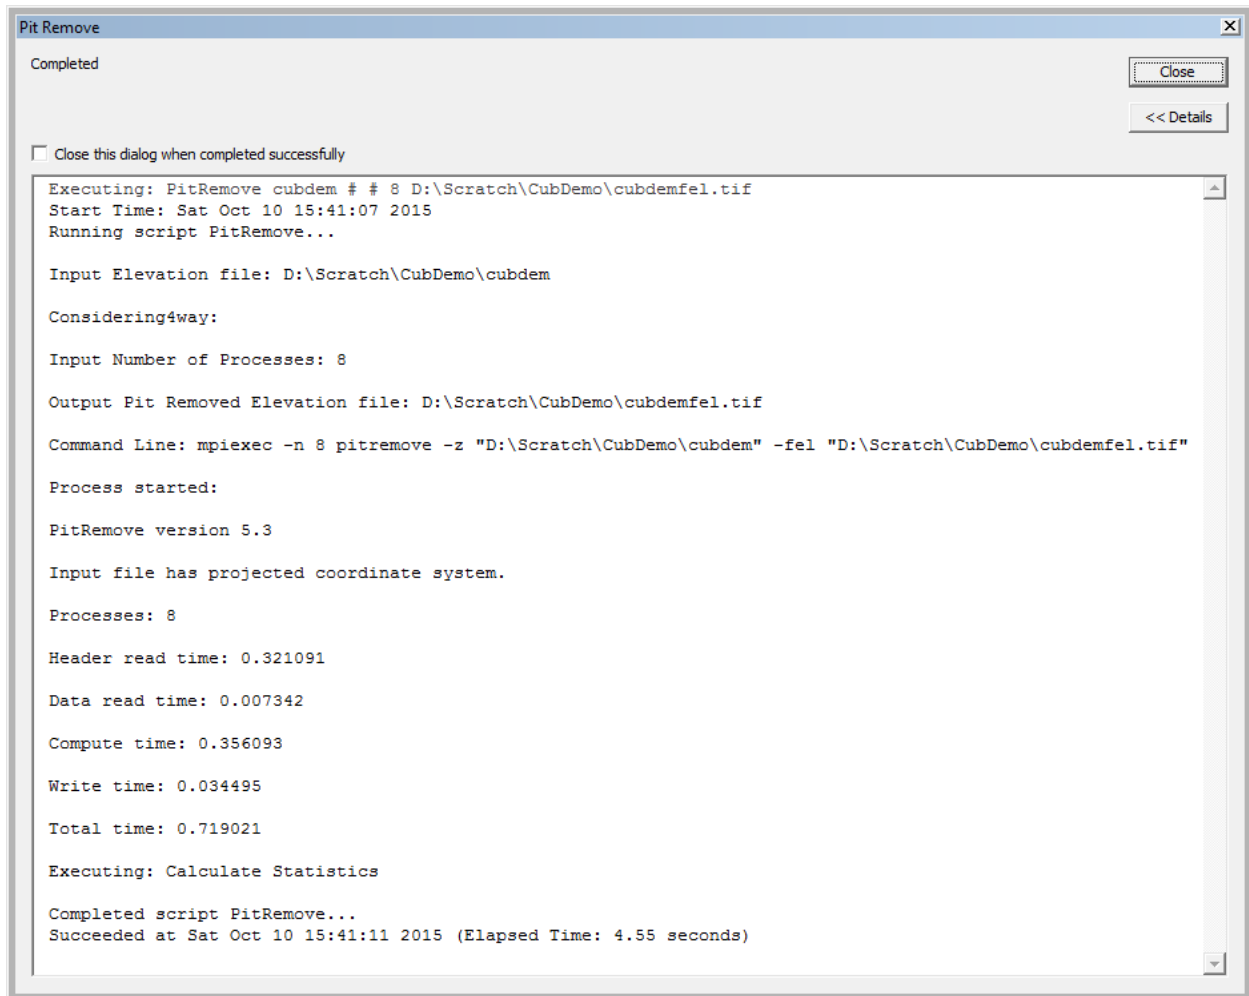 Pit Remove
Completed
Close
<< Details
Close this dialog when completed successfully
Executing: PitRemove cubdem # # 8 D:\Scratch\CubDemo\cubdemfel.tif
Start Time: Sat Oct 10 15:41:07 2015
Running script PitRemove...
Input Elevation file: D:\Scratch\CubDemo\cubdem
Considering4way:
Input Number of Processes: 8
Output Pit Removed Elevation file: D:\Scratch\CubDemo\cubdemfel.tif
Command Line: mpiexec -n 8 pitremove -z "D:\Scratch\CubDemo\cubdem" -fel "D:\Scratch\CubDemo\cubdemfel.tif"
Process started:
PitRemove version 5.3
Input file has projected coordinate system.
Processes: 8
Header read time: 0.321091
Data read time: 0.007342
Compute time: 0.356093
Write time: 0.034495
Total time: 0.719021
Executing: Calculate Statistics
Completed script PitRemove...
Succeeded at Sat Oct 10 15:41:11 2015 (Elapsed Time: 4.55 seconds)